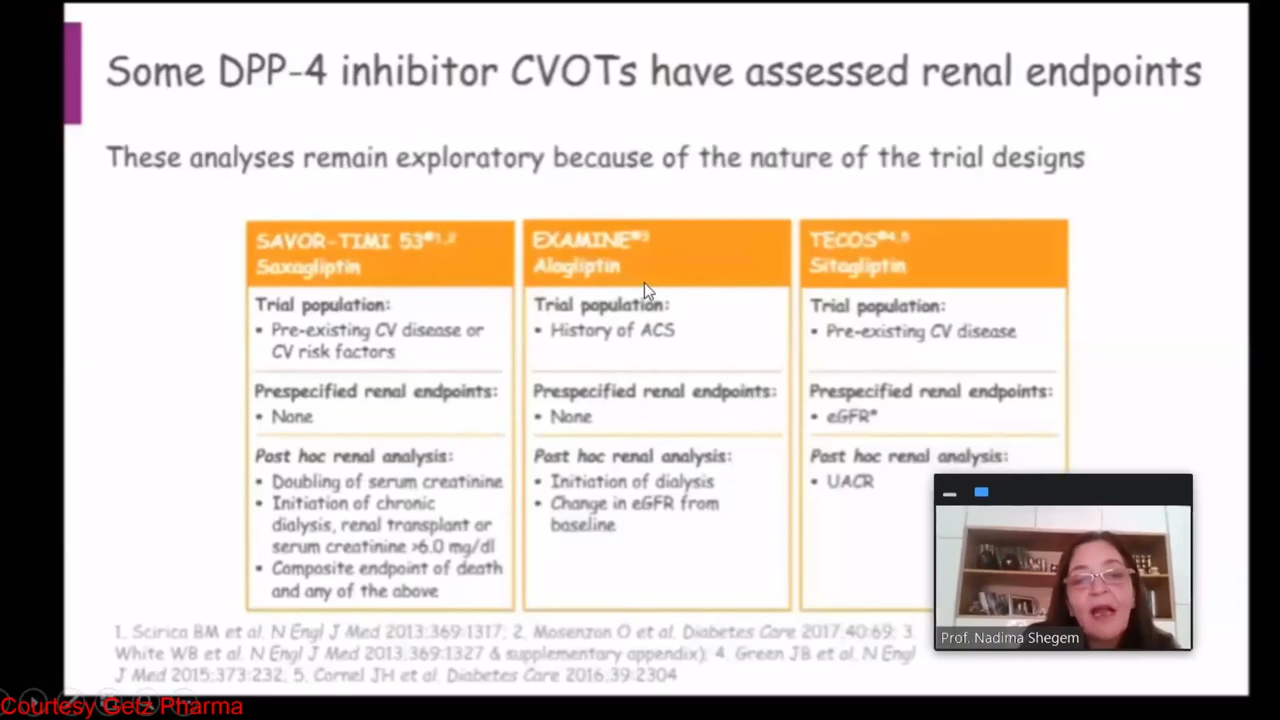 Some DPP-4 inhibitor CVOTs have assessed renal endpoints
These analyses remain exploratory because of the nature of the trial designs
SAVOR-TIMI 53#1,2
Saxagliptin
Trial population:
• Pre-existing CV disease or
CV risk factors
Prespecified renal endpoints:
• None
Post hoc renal analysis:
• Doubling of serum creatinine
• Initiation of chronic
dialysis, renal transplant or
serum creatinine >6.0 mg/dl
• Composite endpoint of death
and any of the above
EXAMINE#3
Alogliptin
Trial population:
• History of ACS
Prespecified renal endpoints:
• None
Post hoc renal analysis:
• Initiation of dialysis
• Change in eGFR from
baseline
TECOS#4,5
Sitagliptin
Trial population:
• Pre-existing CV disease
Prespecified renal endpoints:
• eGFR*
Post hoc renal analysis:
• UACR
1. Scirica BM et al. N Engl J Med 2013;369:1317; 2. Mosenzon O et al. Diabetes Care 2017;40:69; 3.
White WB et al. N Engl J Med 2013;369:1327 & supplementary appendix); 4. Green JB et al. N Engl
J Med 2015;373:232; 5. Cornel JH et al. Diabetes Care 2016;39:2304
Prof. Nadima Shegem
Courtesy Getz Pharma